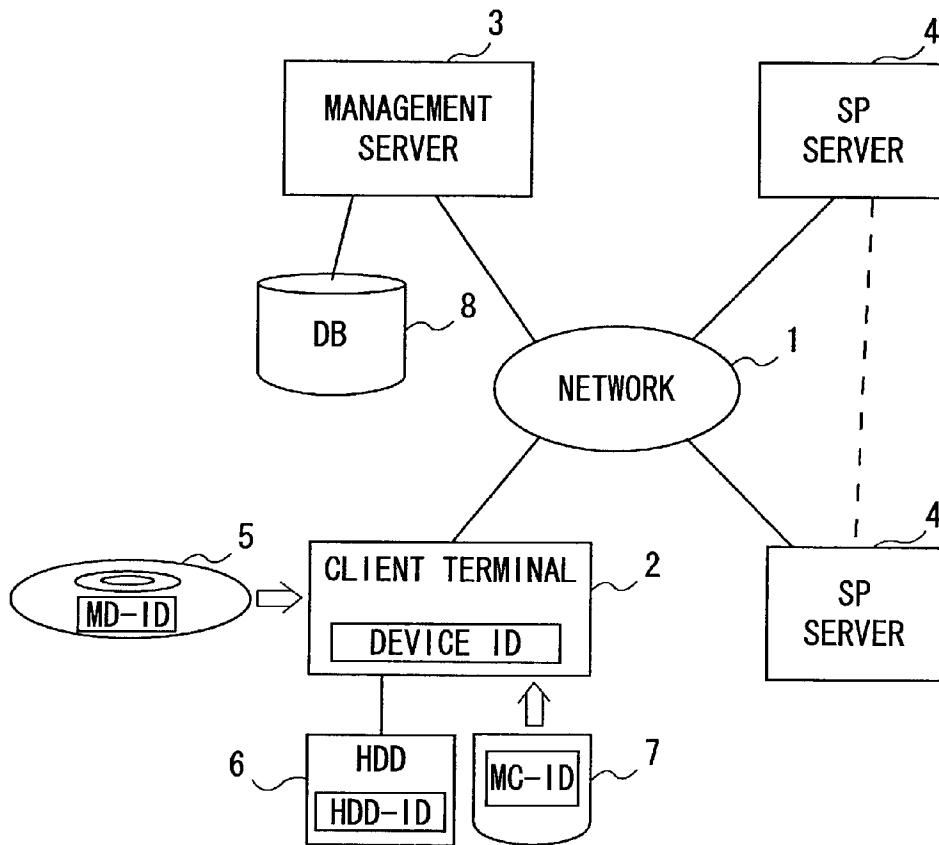 3
MANAGEMENT
SERVER
4
SP
SERVER
DB
8
1
NETWORK
5
MD-ID
CLIENT TERMINAL
2
DEVICE ID
4
SP
SERVER
6
HDD
HDD-ID
MC-ID
7